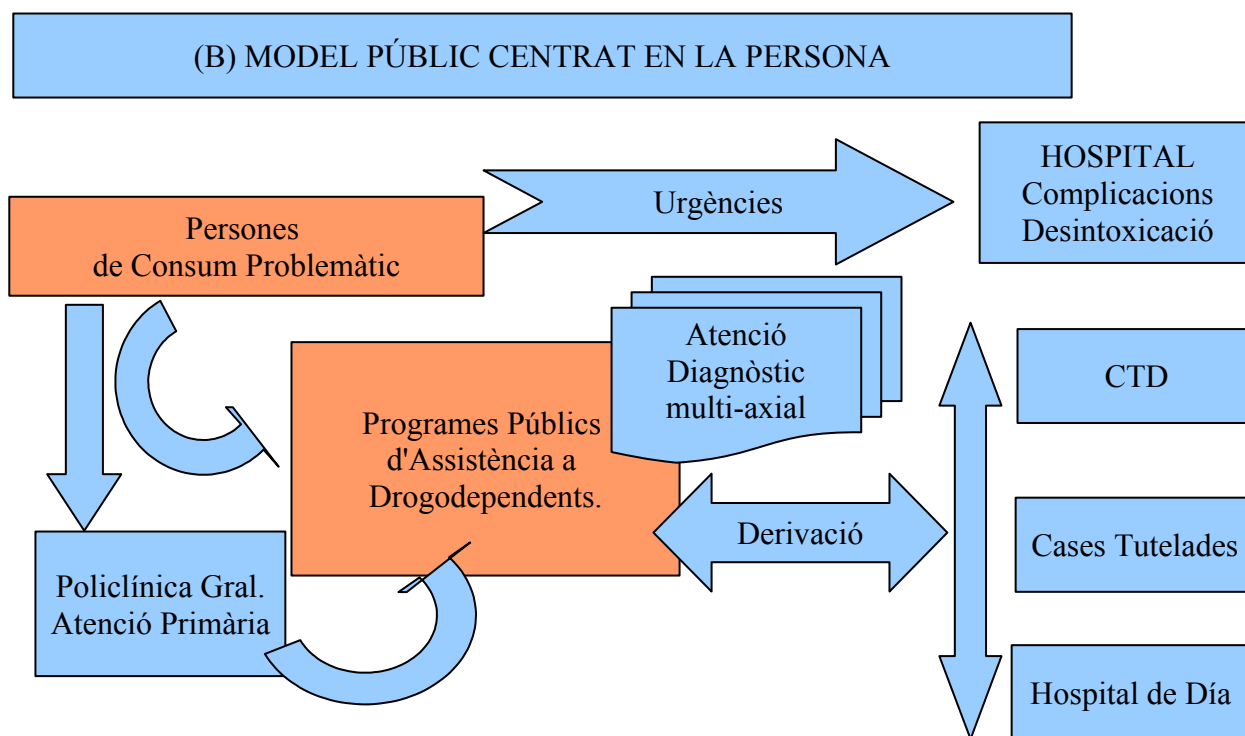 (B) MODEL PÚBLIC CENTRAT EN LA PERSONA
HOSPITAL
Complicacions
Desintoxicació
Urgències
Persones
de Consum Problemàtic
Atenció
Diagnòstic
multi-axial
CTD
Programes Públics
d'Assistència a
Drogodependents.
Derivació
Cases Tutelades
Policlínica Gral.
Atenció Primària
Hospital de Día